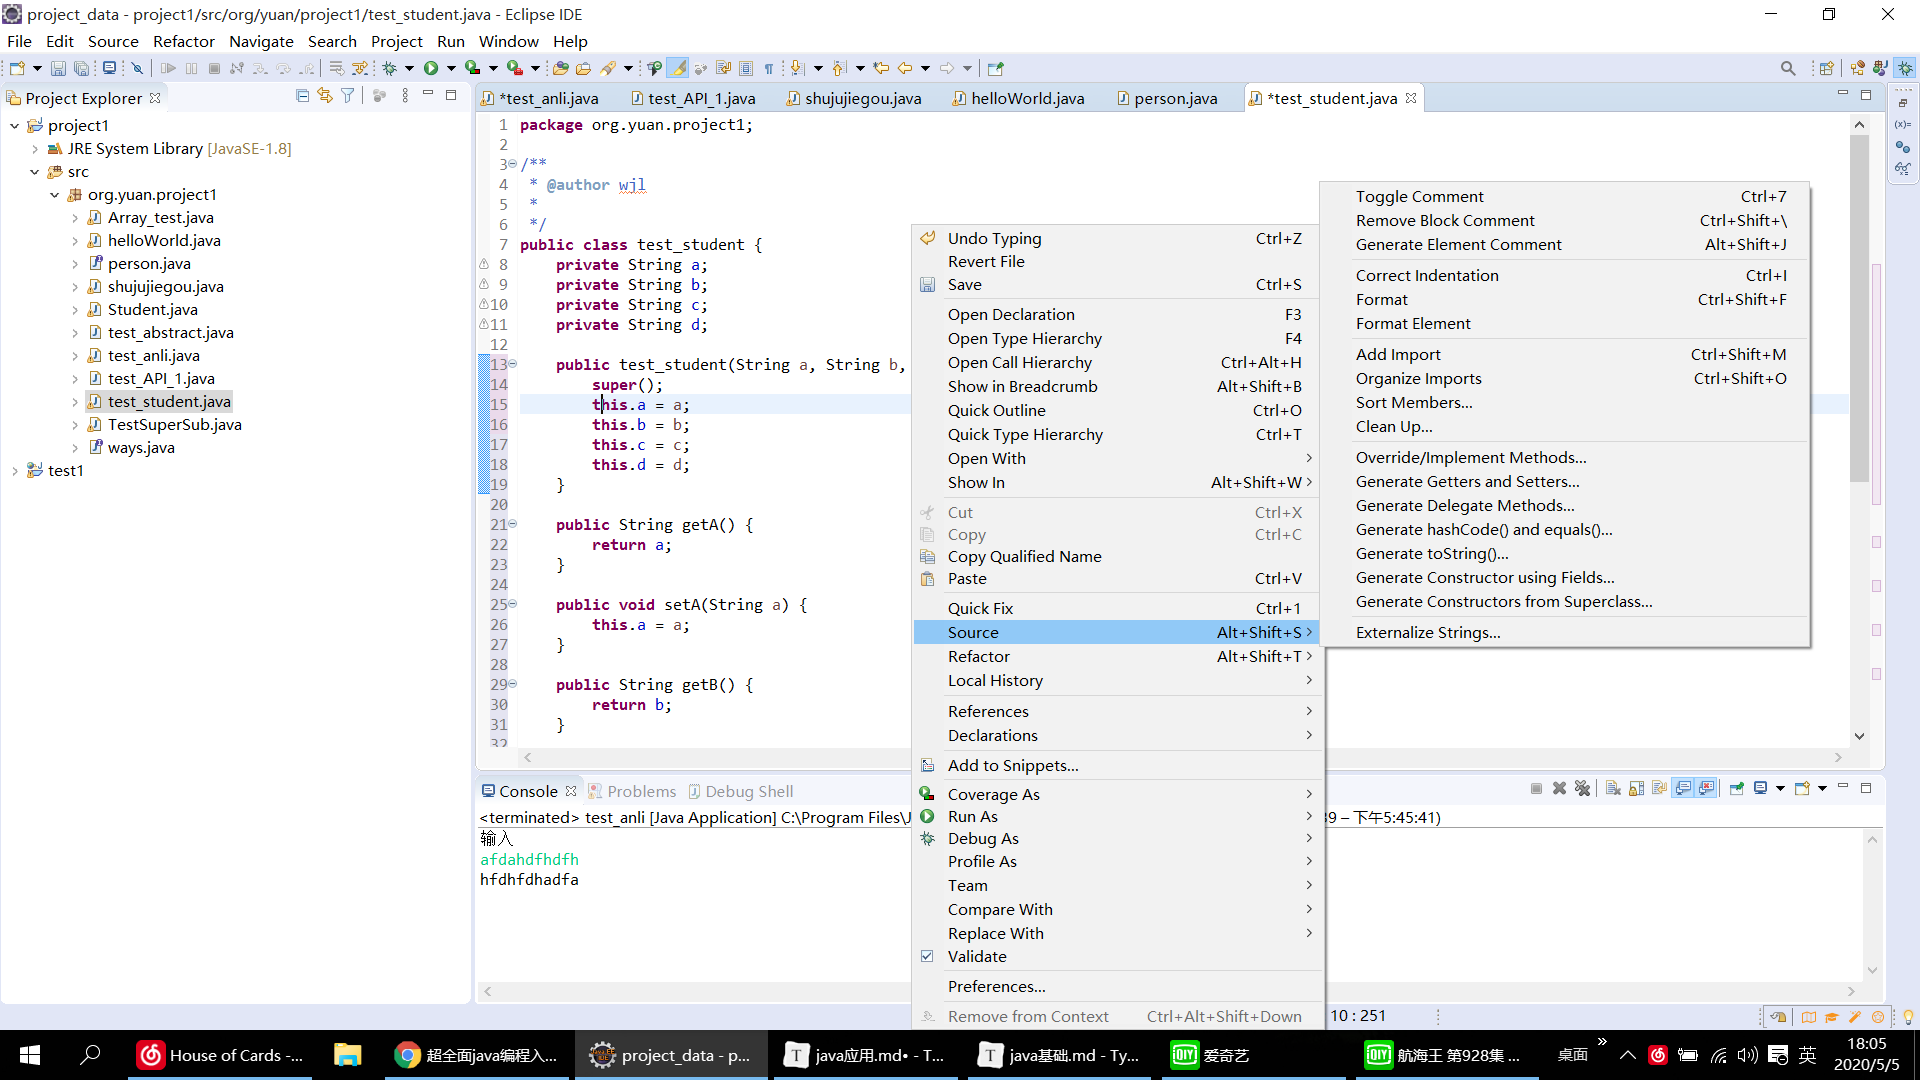 project_data - project1/src/org/yuan/project1/test_student.java - Eclipse IDE
File Edit Source Refactor Navigate Search Project Run Window Help
Project Explorer
project1
JRE System Library [JavaSE-1.8]
src
org.yuan.project1
Array_test.java
helloWorld.java
person.java
shujujiegou.java
Student.java
test_abstract.java
test_anli.java
test_API_1.java
test_student.java
TestSuperSub.java
ways.java
test1
*test_anli.java test_API_1.java shujujiegou.java helloWorld.java person.java *test_student.java
1 package org.yuan.project1;
2
3 /**
4 * @author wjl
5 *
6 */
7 public class test_student {
8 private String a;
9 private String b;
10 private String c;
11 private String d;
12
13 public test_student(String a, String b,
14 super();
15 this.a = a;
16 this.b = b;
17 this.c = c;
18 this.d = d;
19 }
20
21 public String getA() {
22 return a;
23 }
24
25 public void setA(String a) {
26 this.a = a;
27 }
28
29 public String getB() {
30 return b;
31 }
32
Undo Typing Ctrl+Z
Revert File
Save Ctrl+S
Open Declaration F3
Open Type Hierarchy F4
Open Call Hierarchy Ctrl+Alt+H
Show in Breadcrumb Alt+Shift+B
Quick Outline Ctrl+O
Quick Type Hierarchy Ctrl+T
Open With
Show In Alt+Shift+W
Cut Ctrl+X
Copy Ctrl+C
Copy Qualified Name
Paste Ctrl+V
Quick Fix Ctrl+1
Source Alt+Shift+S
Refactor Alt+Shift+T
Local History
References
Declarations
Add to Snippets...
Coverage As
Run As
Debug As
Profile As
Team
Compare With
Replace With
Validate
Preferences...
Remove from Context Ctrl+Alt+Shift+Down
Toggle Comment Ctrl+7
Remove Block Comment Ctrl+Shift+\
Generate Element Comment Alt+Shift+J
Correct Indentation Ctrl+I
Format Ctrl+Shift+F
Format Element
Add Import Ctrl+Shift+M
Organize Imports Ctrl+Shift+O
Sort Members...
Clean Up...
Override/Implement Methods...
Generate Getters and Setters...
Generate Delegate Methods...
Generate hashCode() and equals()...
Generate toString()...
Generate Constructor using Fields...
Generate Constructors from Superclass...
Externalize Strings...
Console Problems Debug Shell
<terminated> test_anli [Java Application] C:\Program Files\J 39 – 下午5:45:41)
输入
afdahdfhdfh
hfdhfdhadfa
10 : 251
House of Cards -...
超全面java编程入...
project_data - p...
java应用.md• - T...
java基础.md - Ty...
爱奇艺
航海王 第928集 ...
桌面
英
18:05
2020/5/5